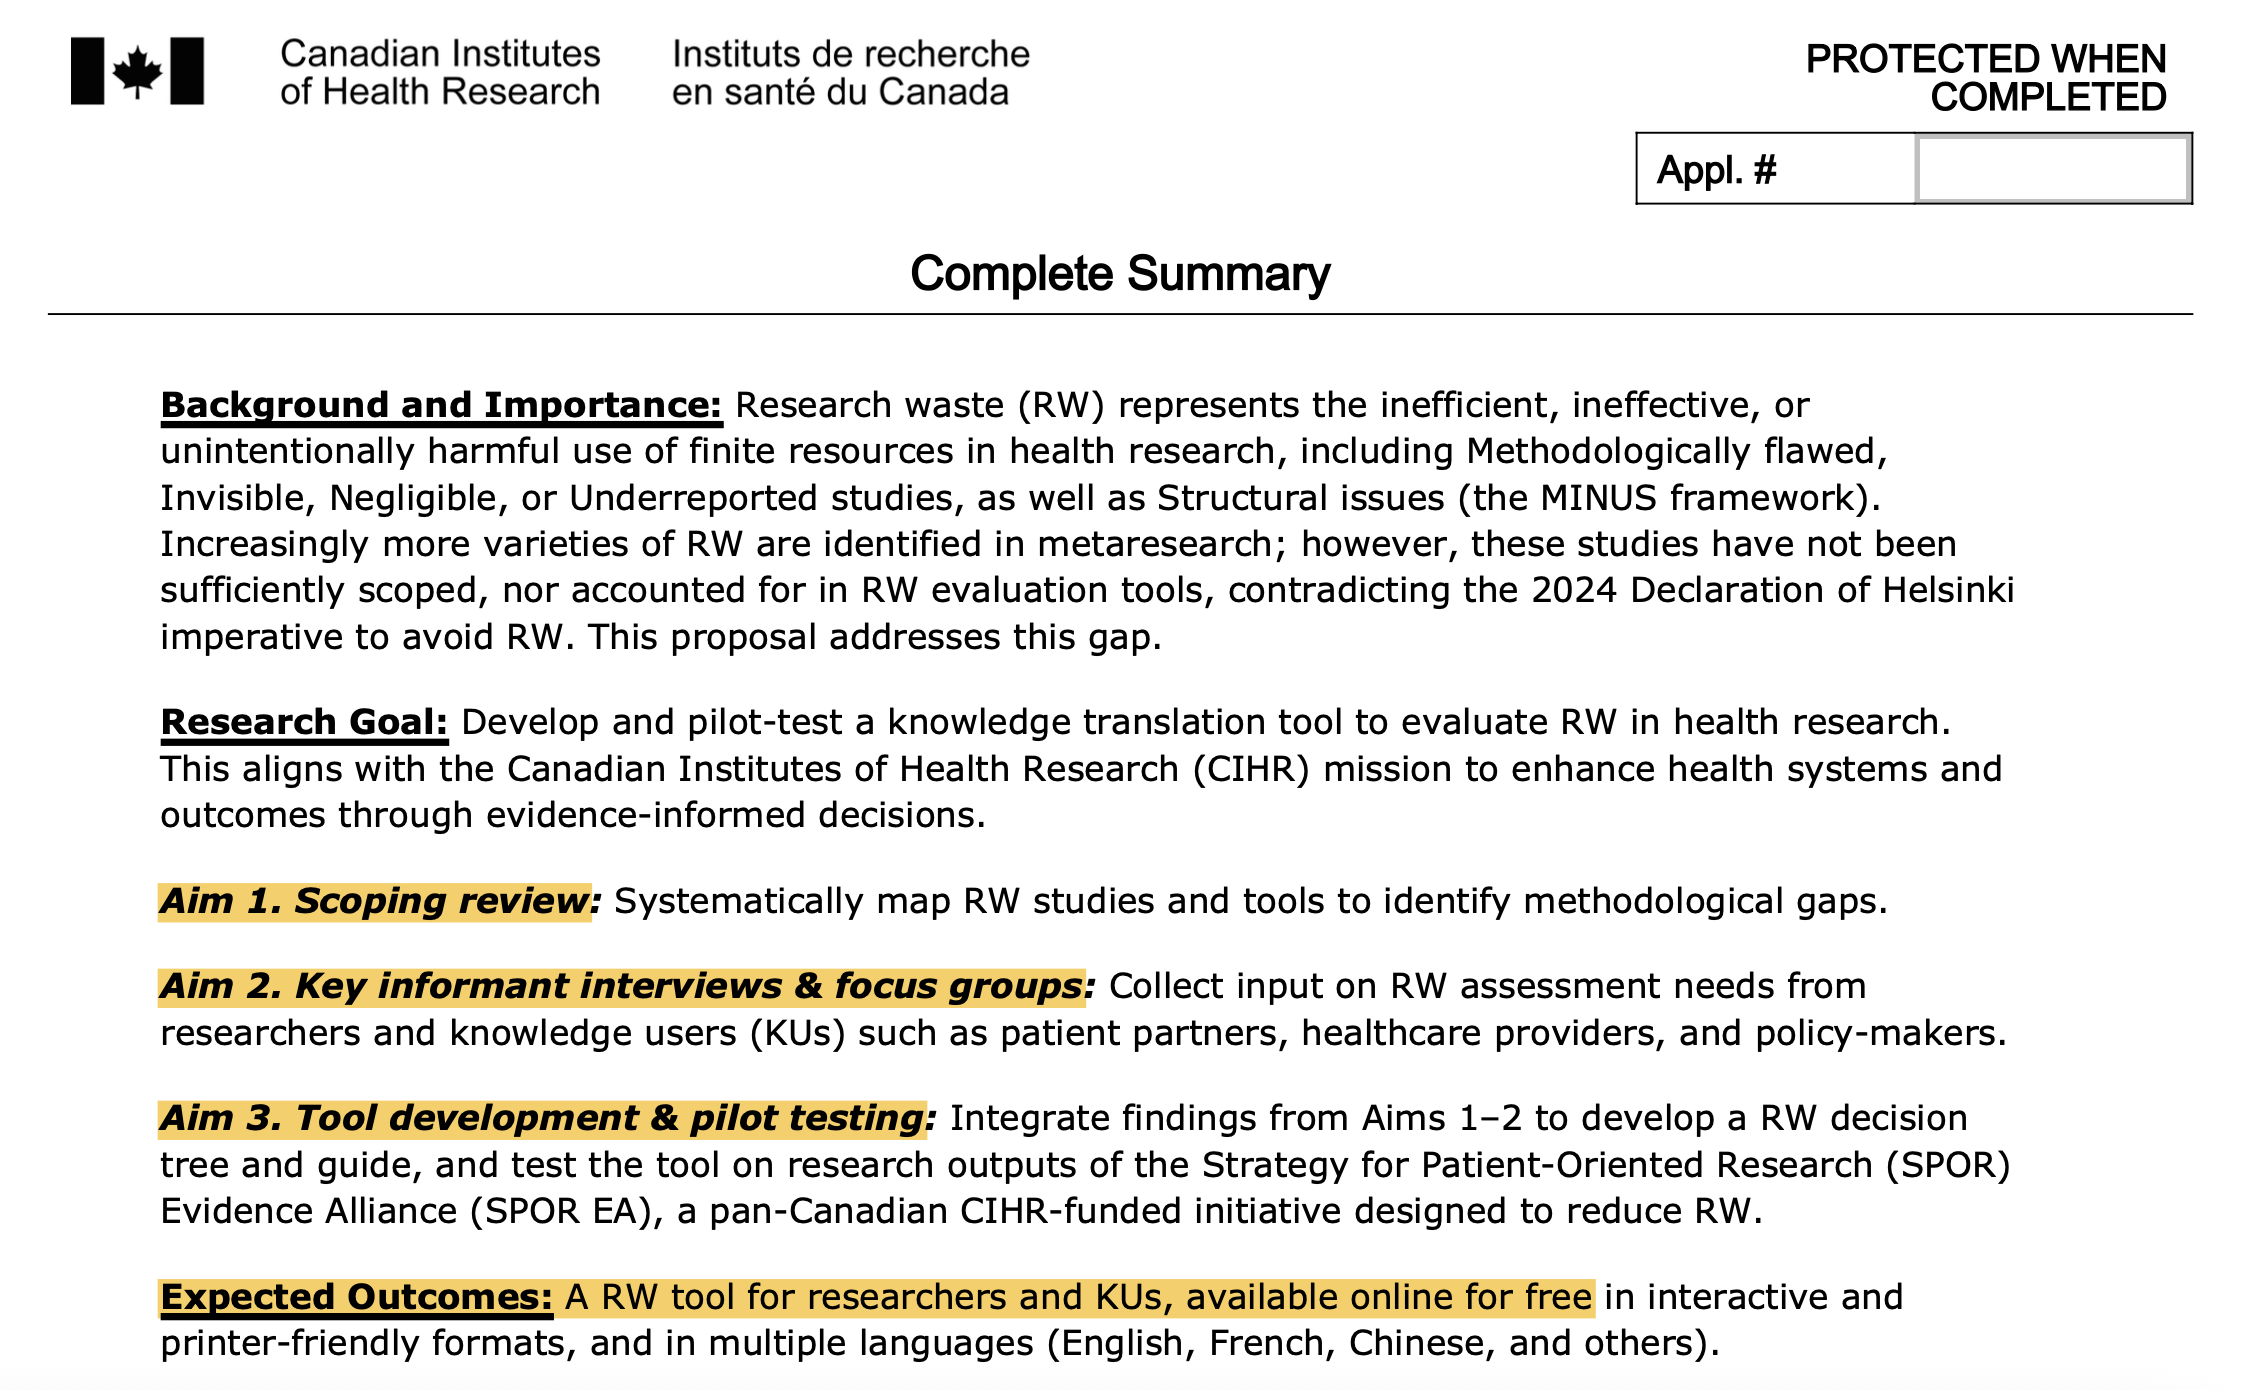 Canadian Institutes
of Health Research
Instituts de recherche
en santé du Canada
PROTECTED WHEN
COMPLETED
Appl. #
Complete Summary
Background and Importance: Research waste (RW) represents the inefficient, ineffective, or
unintentionally harmful use of finite resources in health research, including Methodologically flawed,
Invisible, Negligible, or Underreported studies, as well as Structural issues (the MINUS framework).
Increasingly more varieties of RW are identified in metaresearch; however, these studies have not been
sufficiently scoped, nor accounted for in RW evaluation tools, contradicting the 2024 Declaration of Helsinki
imperative to avoid RW. This proposal addresses this gap.
Research Goal: Develop and pilot-test a knowledge translation tool to evaluate RW in health research.
This aligns with the Canadian Institutes of Health Research (CIHR) mission to enhance health systems and
outcomes through evidence-informed decisions.
Aim 1. Scoping review: Systematically map RW studies and tools to identify methodological gaps.
Aim 2. Key informant interviews & focus groups: Collect input on RW assessment needs from
researchers and knowledge users (KUs) such as patient partners, healthcare providers, and policy-makers.
Aim 3. Tool development & pilot testing: Integrate findings from Aims 1–2 to develop a RW decision
tree and guide, and test the tool on research outputs of the Strategy for Patient-Oriented Research (SPOR)
Evidence Alliance (SPOR EA), a pan-Canadian CIHR-funded initiative designed to reduce RW.
Expected Outcomes: A RW tool for researchers and KUs, available online for free in interactive and
printer-friendly formats, and in multiple languages (English, French, Chinese, and others).